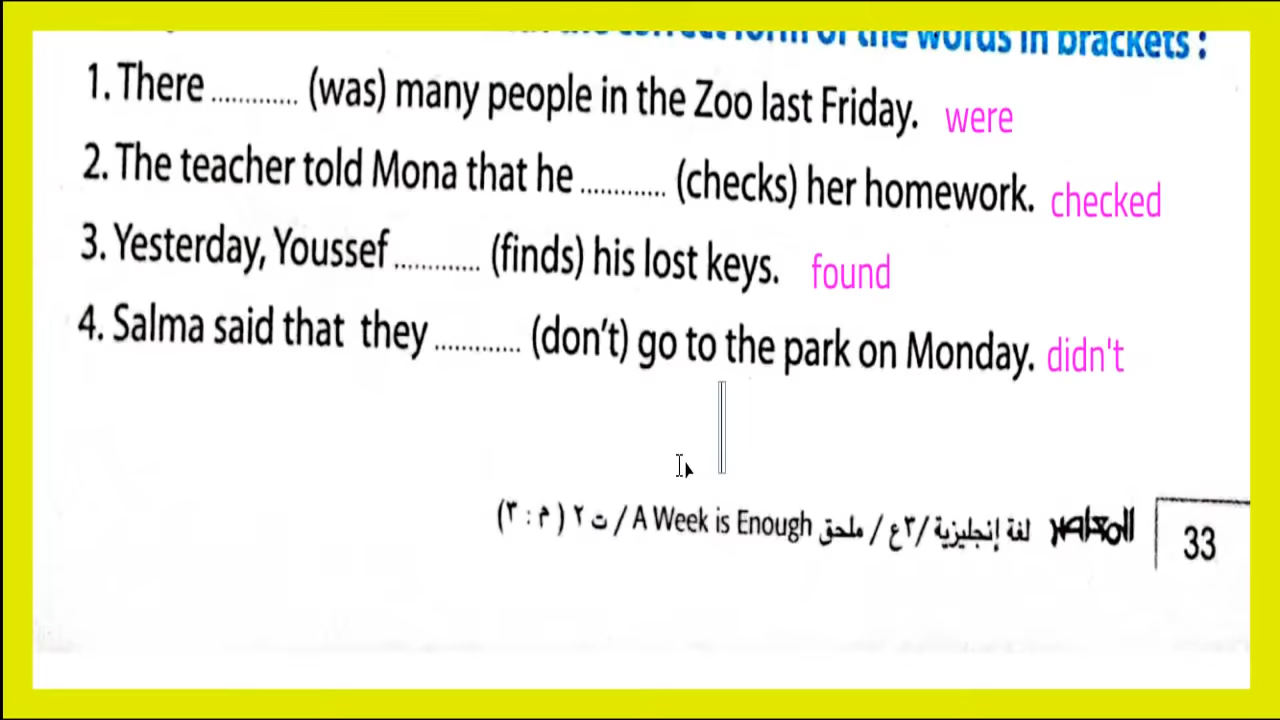 correct form of the words in brackets :
1. There ............. (was) many people in the Zoo last Friday. were
2. The teacher told Mona that he ............. (checks) her homework. checked
3. Yesterday, Youssef ............. (finds) his lost keys. found
4. Salma said that they ............. (don't) go to the park on Monday. didn't
المعاصر لغة إنجليزية /٣ع / ملحق A Week is Enough / ت ٢ ( م : ٣) 33